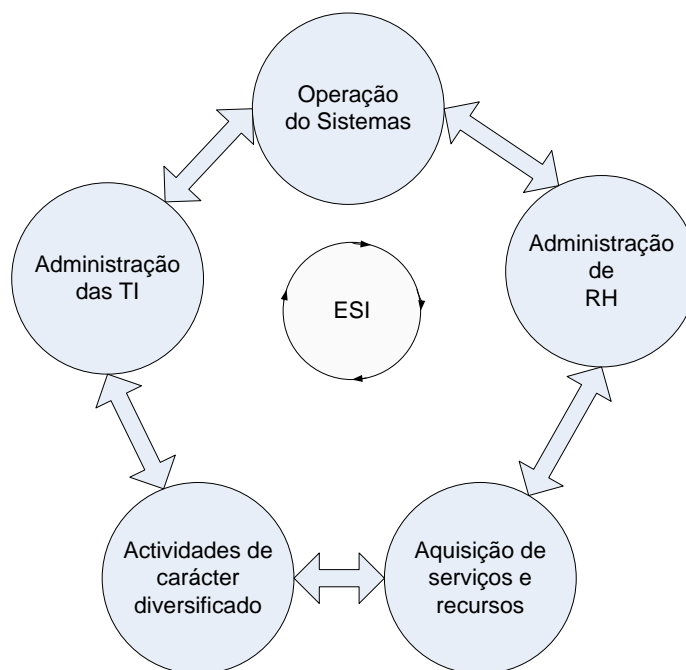 Operação
do Sistemas
Administração
de
RH
Administração
das TI
ESI
Actividades de
carácter
diversificado
Aquisição de
serviços e
recursos